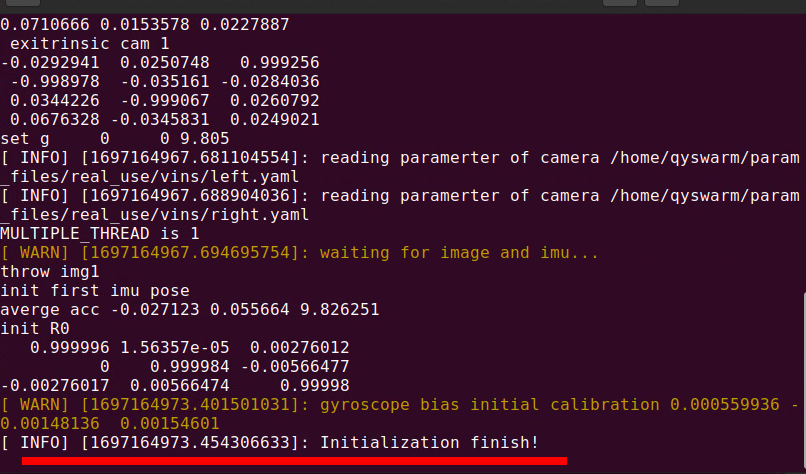 0.0710666 0.0153578 0.0227887
 exitrinsic cam 1
-0.0292941  0.0250748   0.999256
 -0.998978  -0.035161 -0.0284036
 0.0344226  -0.999067  0.0260792
 0.0676328 -0.0345831  0.0249021
set g     0     0 9.805
[ INFO] [1697164967.681104554]: reading paramerter of camera /home/qyswarm/param
_files/real_use/vins/left.yaml
[ INFO] [1697164967.688904036]: reading paramerter of camera /home/qyswarm/param
_files/real_use/vins/right.yaml
MULTIPLE_THREAD is 1
[ WARN] [1697164967.694695754]: waiting for image and imu...
throw img1
init first imu pose
averge acc -0.027123 0.055664 9.826251
init R0
   0.999996 1.56357e-05  0.00276012
          0    0.999984 -0.00566477
-0.00276017  0.00566474     0.99998
[ WARN] [1697164973.401501031]: gyroscope bias initial calibration 0.000559936 -
0.00148136  0.00154601
[ INFO] [1697164973.454306633]: Initialization finish!